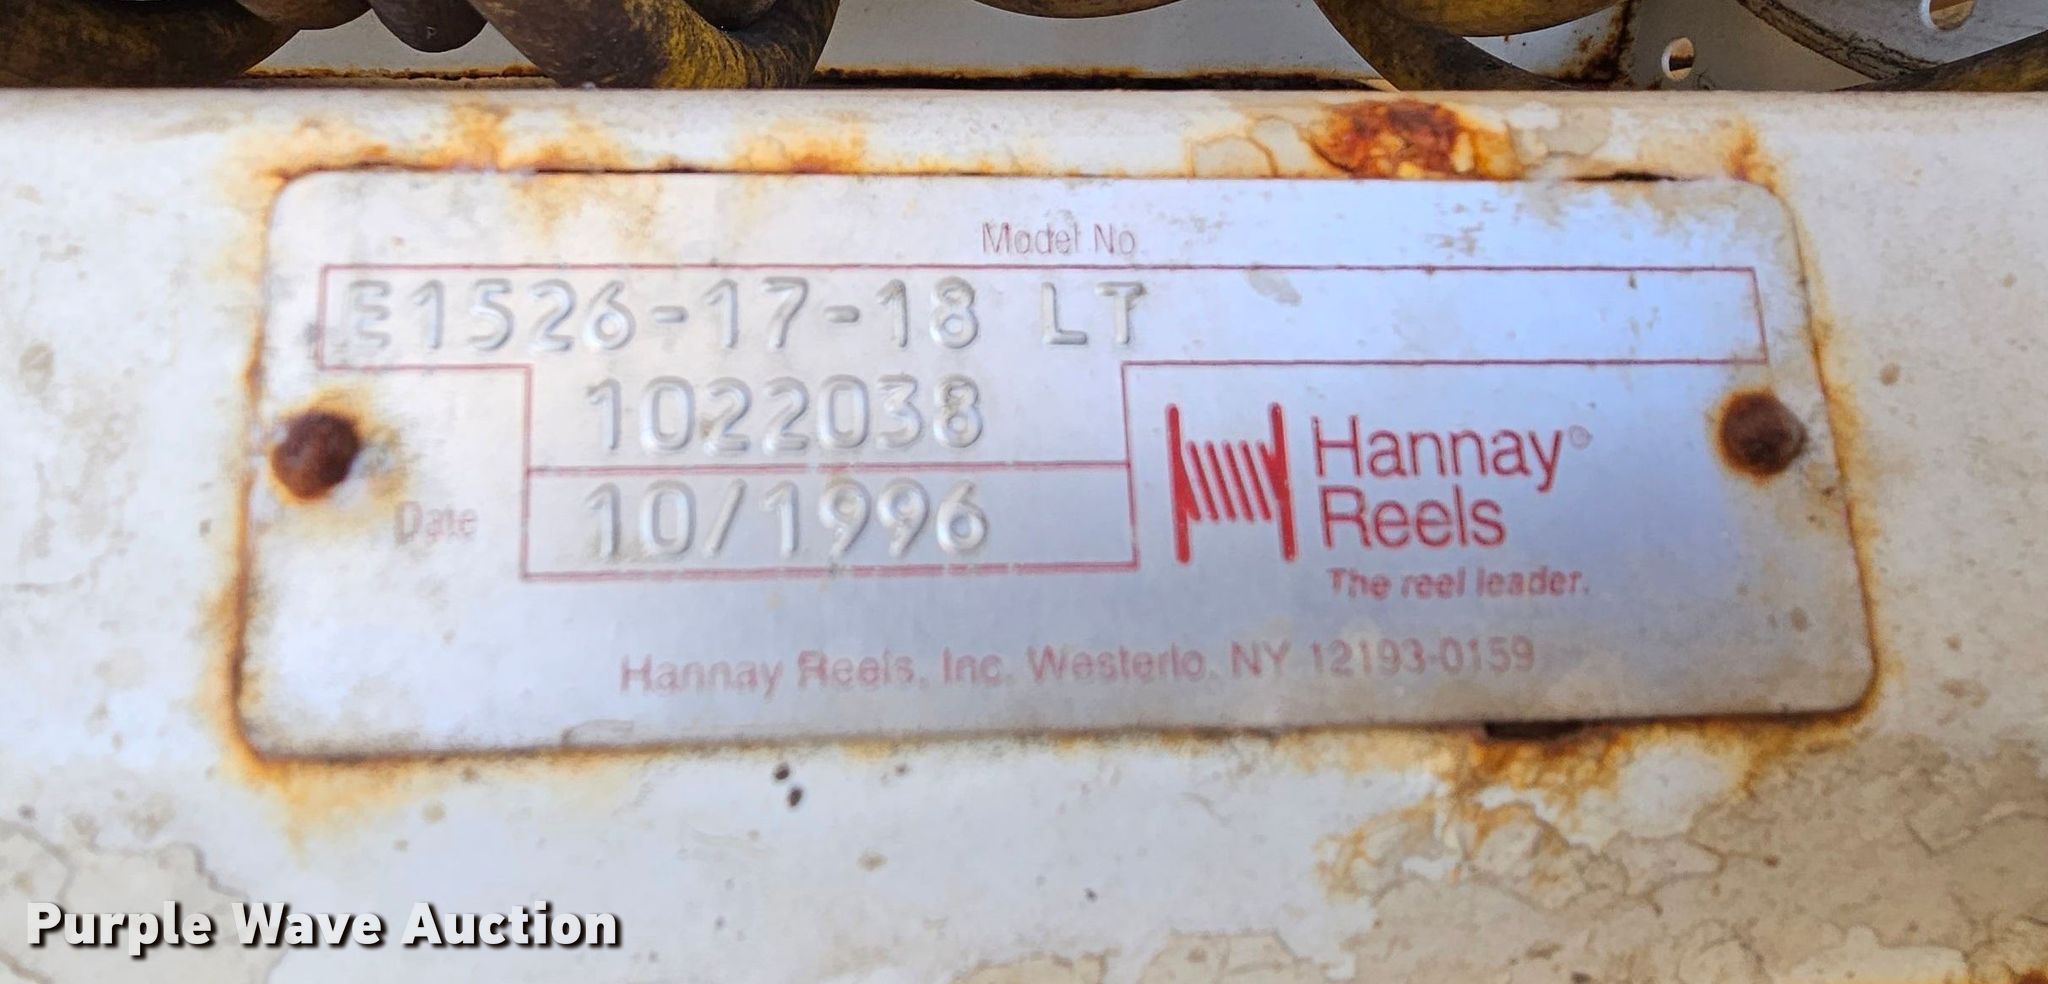 Model No.
E1526-17-18 LT
1022038
Date 10/1996
Hannay®
Reels
The reel leader.
Hannay Reels, Inc. Westerlo, NY 12193-0159
Purple Wave Auction